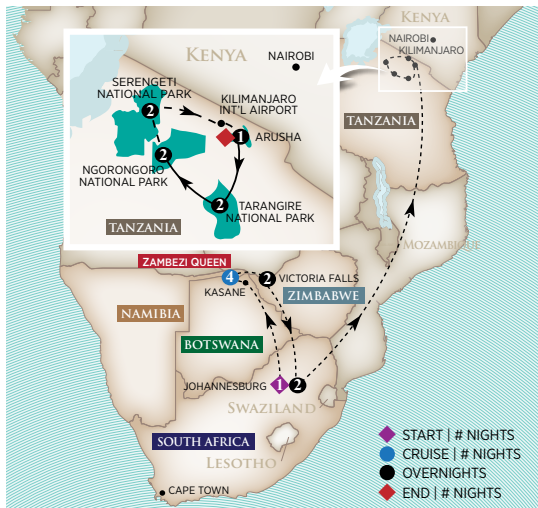 KENYA
NAIROBI
KILIMANJARO
KENYA
NAIROBI
SERENGETI
NATIONAL PARK
2
KILIMANJARO
INT'L AIRPORT
1
ARUSHA
2
NGORONGORO
NATIONAL PARK
2
TARANGIRE
NATIONAL PARK
TANZANIA
TANZANIA
MOZAMBIQUE
ZAMBEZI QUEEN
4
KASANE
2
VICTORIA FALLS
ZIMBABWE
NAMIBIA
BOTSWANA
JOHANNESBURG
1
2
SWAZILAND
SOUTH AFRICA
LESOTHO
CAPE TOWN
START | # NIGHTS
CRUISE | # NIGHTS
OVERNIGHTS
END | # NIGHTS